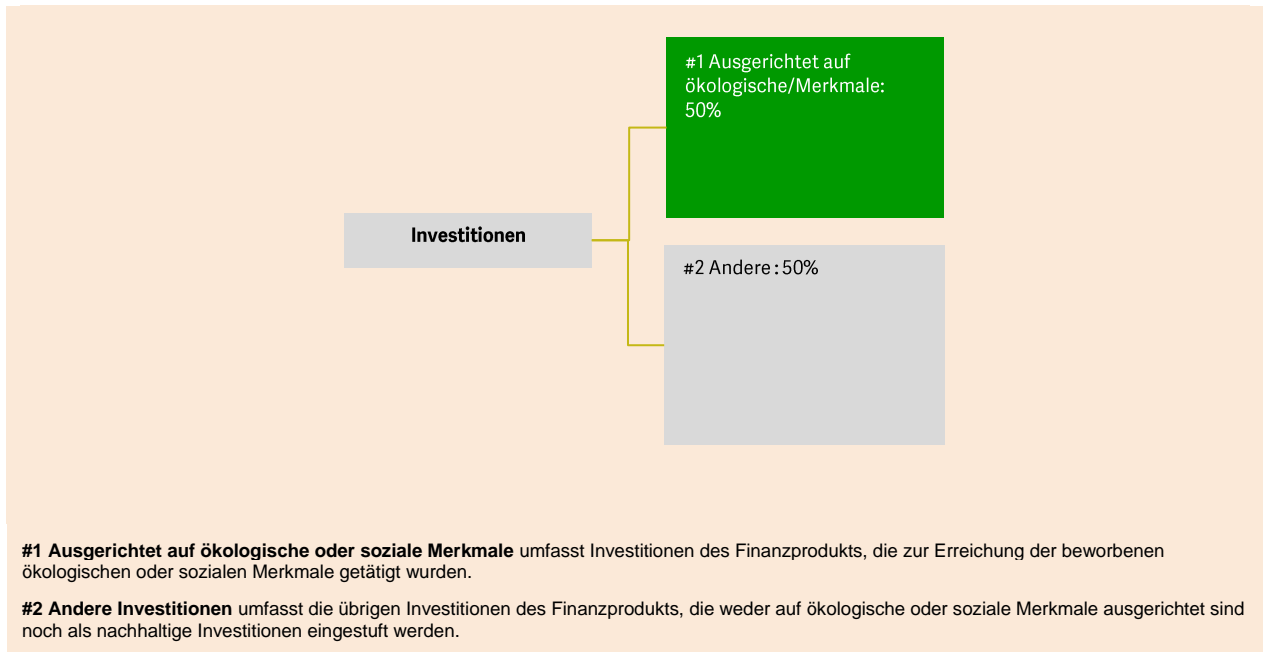 #1 Ausgerichtet auf
ökologische/Merkmale:
50%
Investitionen
#2 Andere : 50%
#1 Ausgerichtet auf ökologische oder soziale Merkmale umfasst Investitionen des Finanzprodukts, die zur Erreichung der beworbenen
ökologischen oder sozialen Merkmale getätigt wurden.
#2 Andere Investitionen umfasst die übrigen Investitionen des Finanzprodukts, die weder auf ökologische oder soziale Merkmale ausgerichtet sind
noch als nachhaltige Investitionen eingestuft werden.